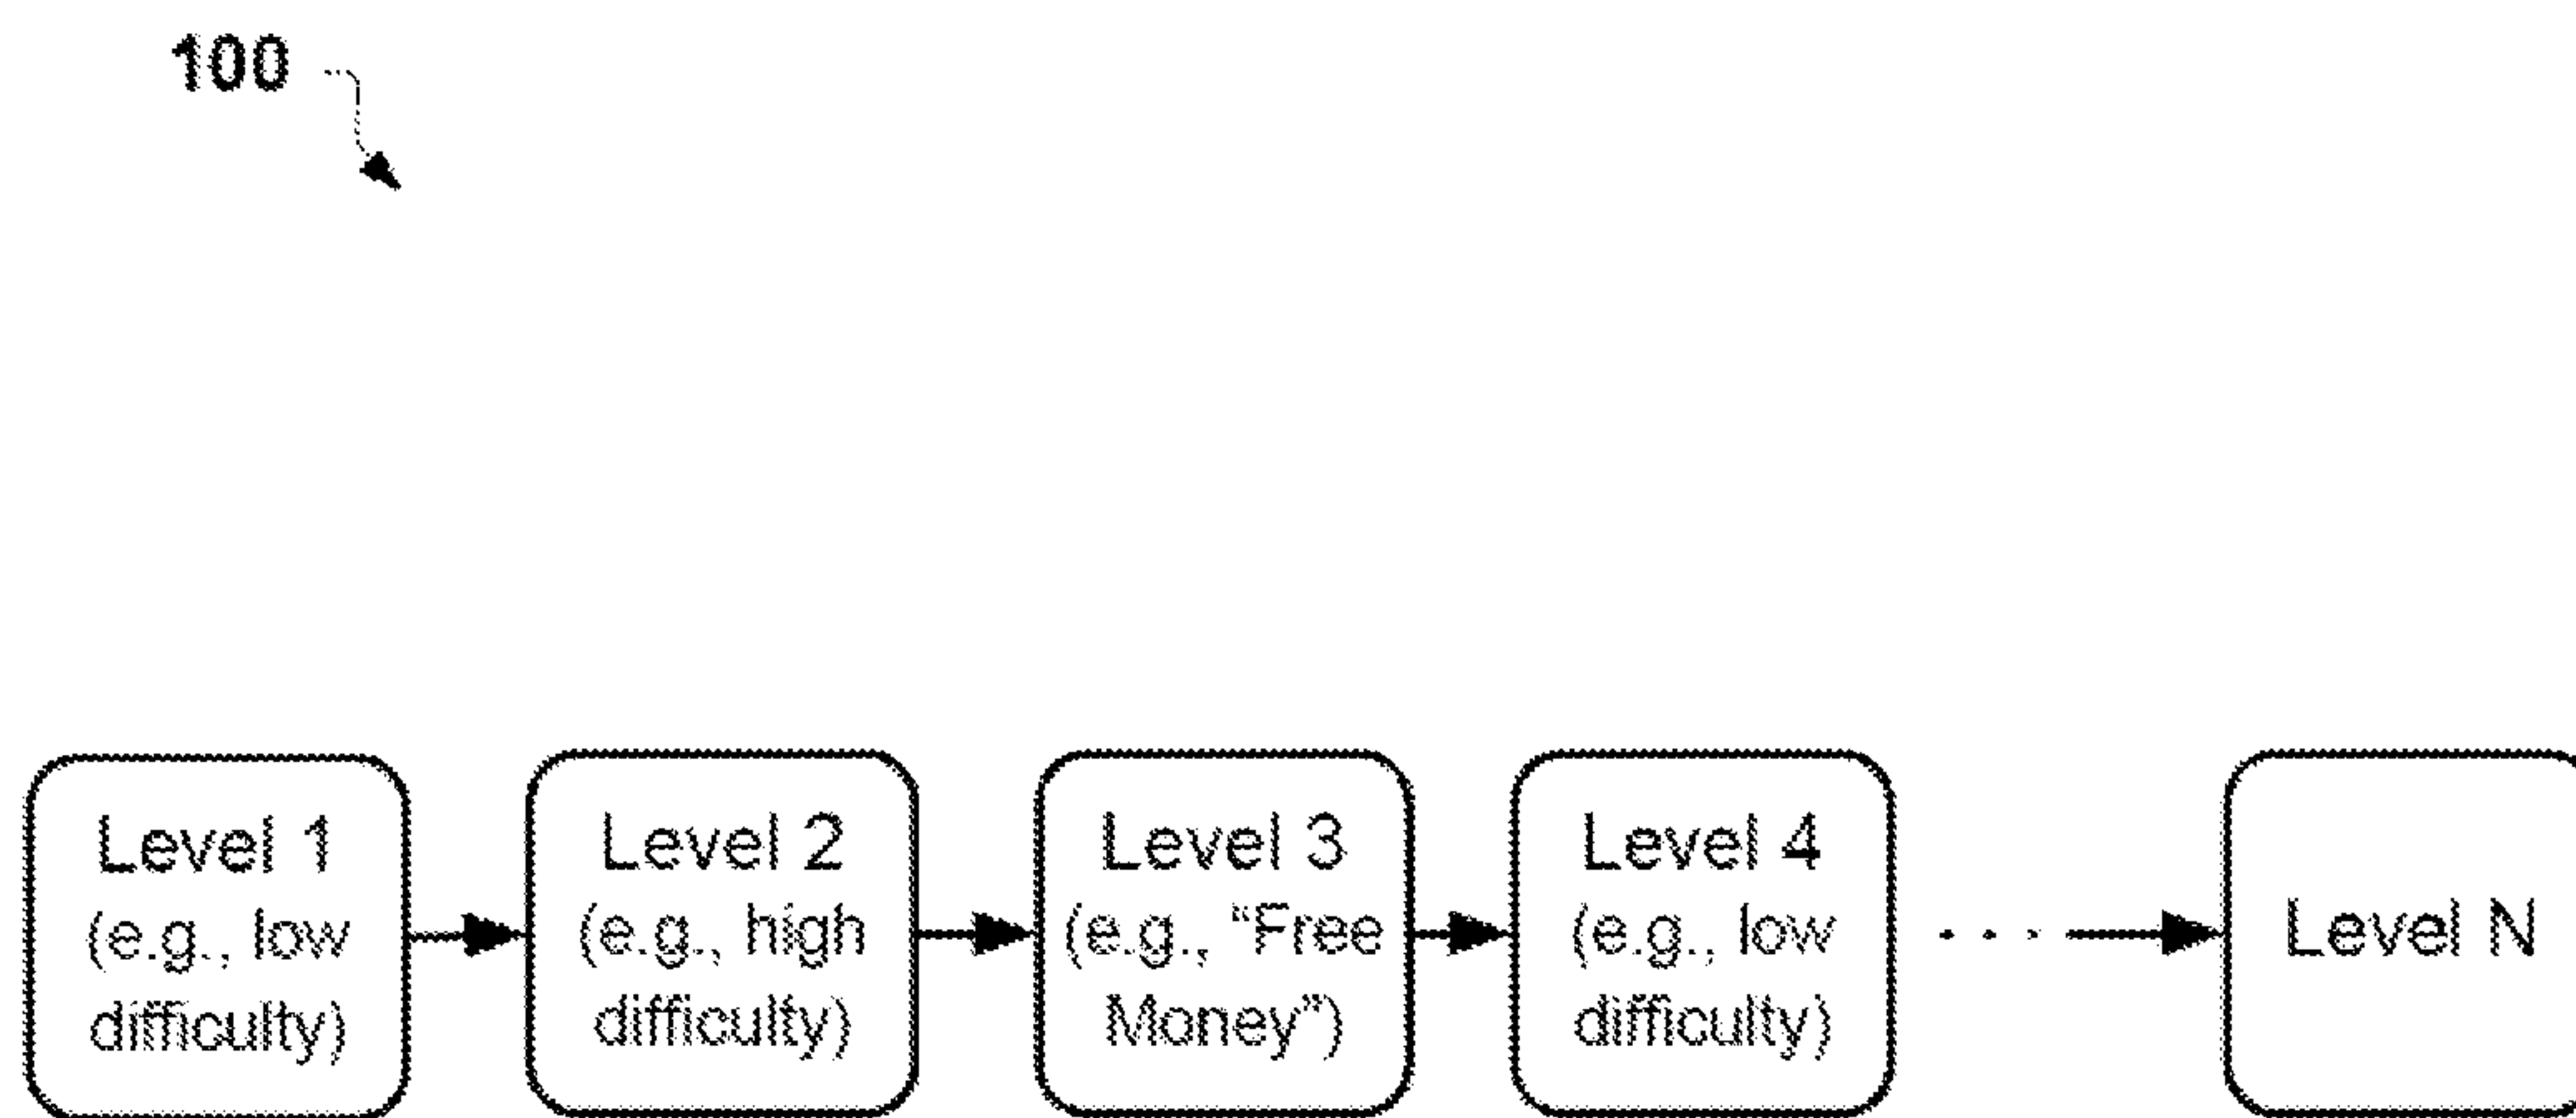 100
Level 1
(e.g., low
difficulty)
Level 2
(e.g., high
difficulty)
Level 3
(e.g., “Free
Money”)
Level 4
(e.g., low
difficulty)
. . .
Level N